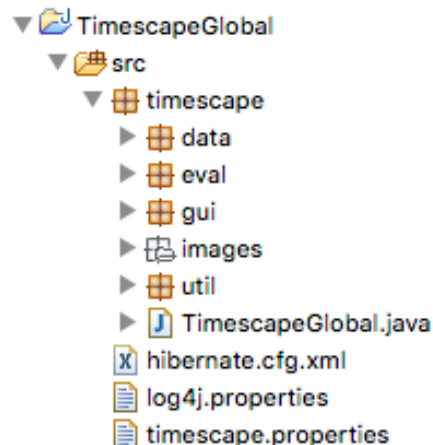 TimescapeGlobal
src
timescape
data
eval
gui
images
util
TimescapeGlobal.java
hibernate.cfg.xml
log4j.properties
timescape.properties